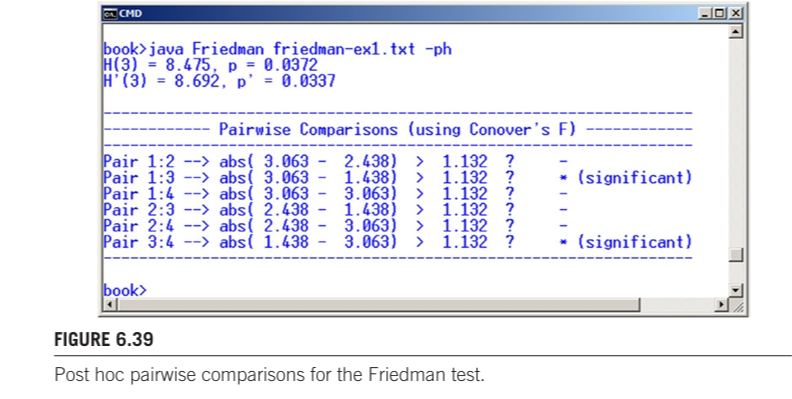 CMD
book>java Friedman friedman-ex1.txt -ph
H(3) = 8.475, p = 0.0372
H'(3) = 8.692, p' = 0.0337
------------------------------------------------------------------
------------ Pairwise Comparisons (using Conover's F) ------------
------------------------------------------------------------------
Pair 1:2 --> abs( 3.063 -  2.438)  >  1.132  ?    -
Pair 1:3 --> abs( 3.063 -  1.438)  >  1.132  ?    * (significant)
Pair 1:4 --> abs( 3.063 -  3.063)  >  1.132  ?    -
Pair 2:3 --> abs( 2.438 -  1.438)  >  1.132  ?    -
Pair 2:4 --> abs( 2.438 -  3.063)  >  1.132  ?    -
Pair 3:4 --> abs( 1.438 -  3.063)  >  1.132  ?    * (significant)
------------------------------------------------------------------
book>
FIGURE 6.39
Post hoc pairwise comparisons for the Friedman test.